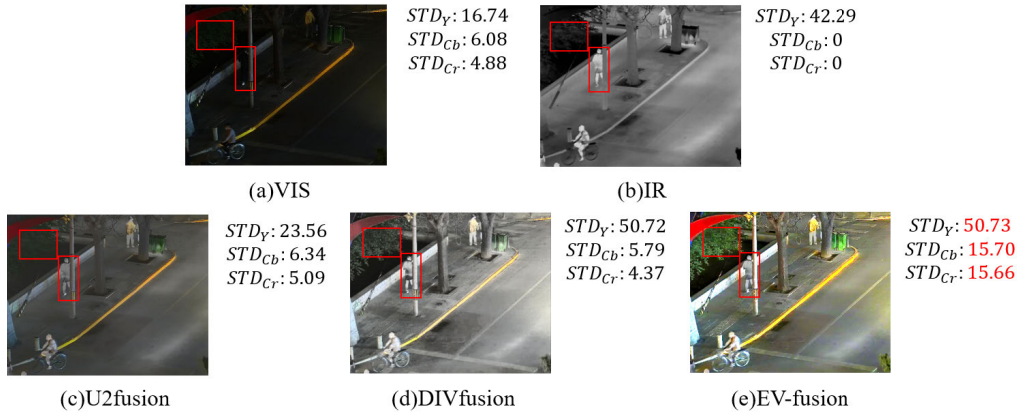 STD_Y: 16.74
STD_Cb: 6.08
STD_Cr: 4.88
(a)VIS
STD_Y: 42.29
STD_Cb: 0
STD_Cr: 0
(b)IR
STD_Y: 23.56
STD_Cb: 6.34
STD_Cr: 5.09
(c)U2fusion
STD_Y: 50.72
STD_Cb: 5.79
STD_Cr: 4.37
(d)DIVfusion
STD_Y: 50.73
STD_Cb: 15.70
STD_Cr: 15.66
(e)EV-fusion